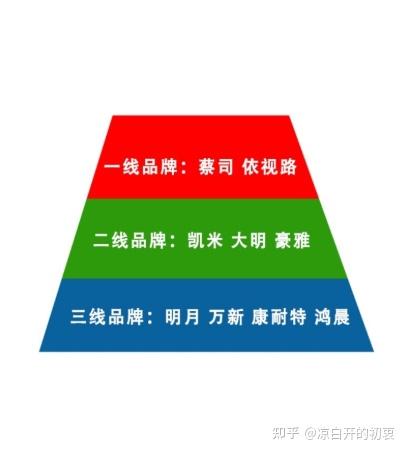 一线品牌：蔡司 依视路
二线品牌：凯米 大明 豪雅
三线品牌：明月 万新 康耐特 鸿晨
知乎 @凉白开的初衷